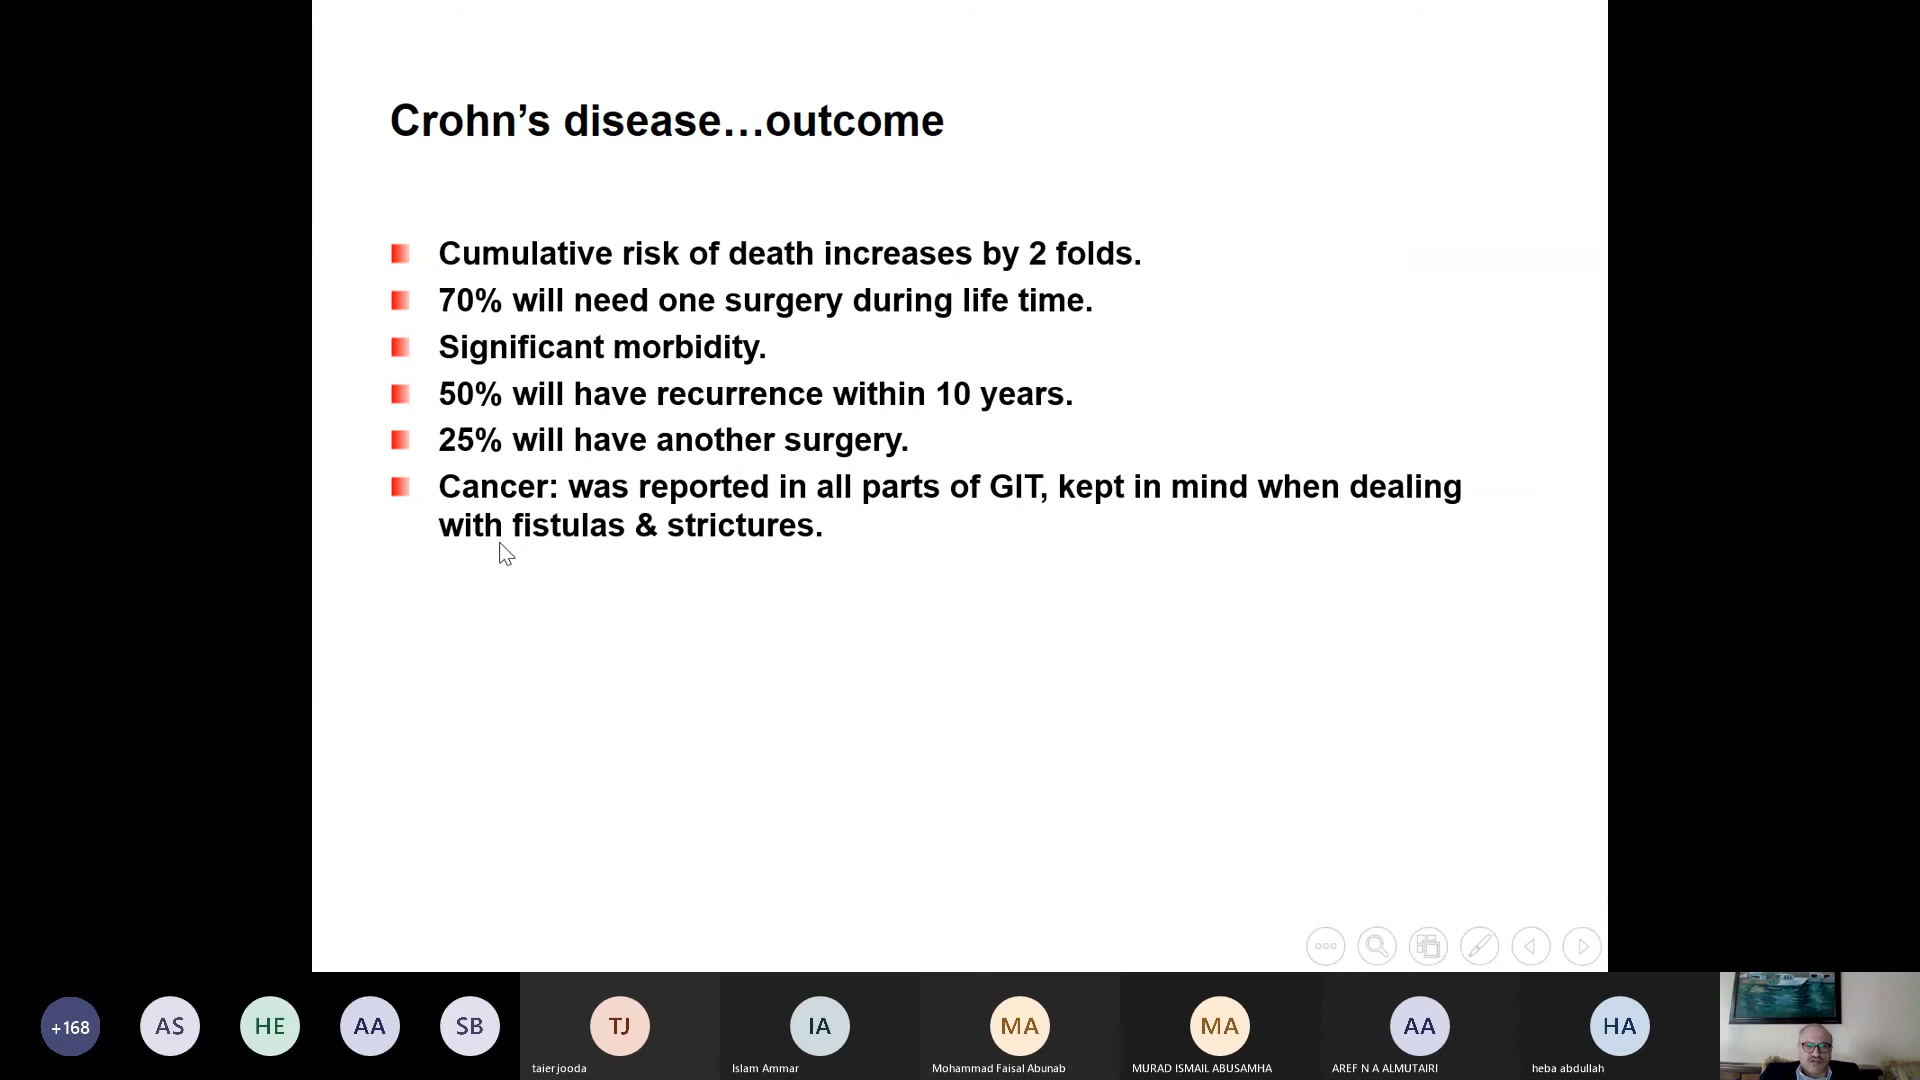 Crohn’s disease…outcome
Cumulative risk of death increases by 2 folds.
70% will need one surgery during life time.
Significant morbidity.
50% will have recurrence within 10 years.
25% will have another surgery.
Cancer: was reported in all parts of GIT, kept in mind when dealing
with fistulas & strictures.
+168
AS
HE
AA
SB
TJ
IA
MA
MA
AA
HA
taier jooda
Islam Ammar
Mohammad Faisal Abunab
MURAD ISMAIL ABUSAMHA
AREF N A ALMUTAIRI
heba abdullah